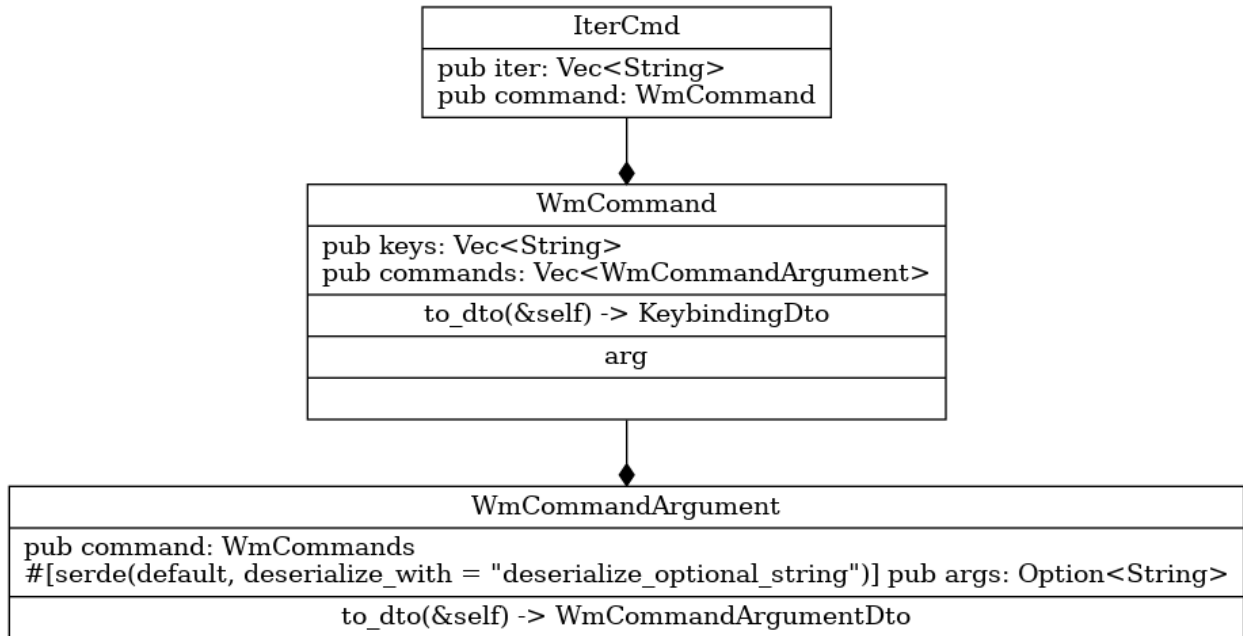 IterCmd
pub iter: Vec<String>
pub command: WmCommand
WmCommand
pub keys: Vec<String>
pub commands: Vec<WmCommandArgument>
to_dto(&self) -> KeybindingDto
arg
WmCommandArgument
pub command: WmCommands
#[serde(default, deserialize_with = "deserialize_optional_string")] pub args: Option<String>
to_dto(&self) -> WmCommandArgumentDto